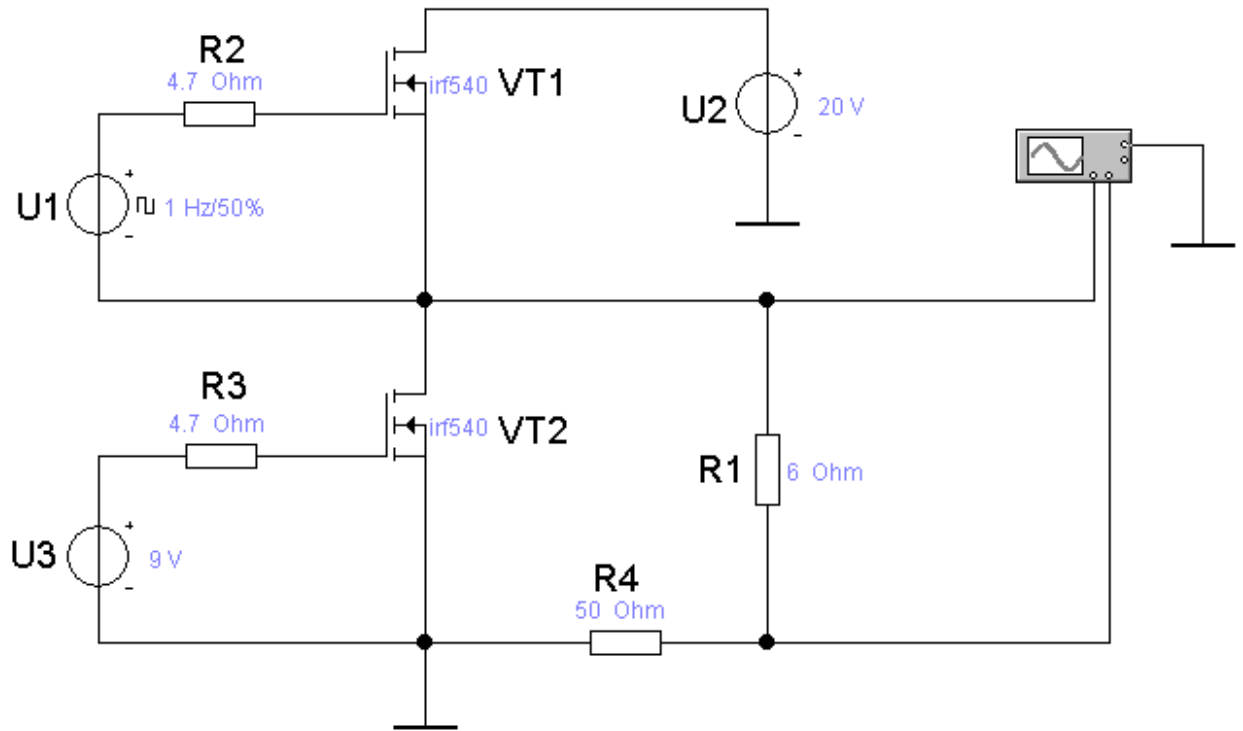 R2
4.7 Ohm
irf540 VT1
U2
+
20 V
-
U1
+
1 Hz/50%
-
R3
4.7 Ohm
irf540 VT2
R1
6 Ohm
U3
+
9 V
-
R4
50 Ohm